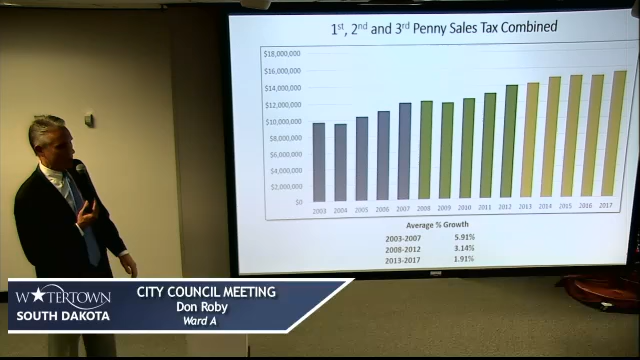 1st, 2nd and 3rd Penny Sales Tax Combined
$18,000,000
$16,000,000
$14,000,000
$12,000,000
$10,000,000
$8,000,000
$6,000,000
$4,000,000
$2,000,000
$0
2003 2004 2005 2006 2007 2008 2009 2010 2011 2012 2013 2014 2015 2016 2017
Average % Growth
2003-2007 5.91%
2008-2012 3.14%
2013-2017 1.91%
WATERTOWN
SOUTH DAKOTA
CITY COUNCIL MEETING
Don Roby
Ward A